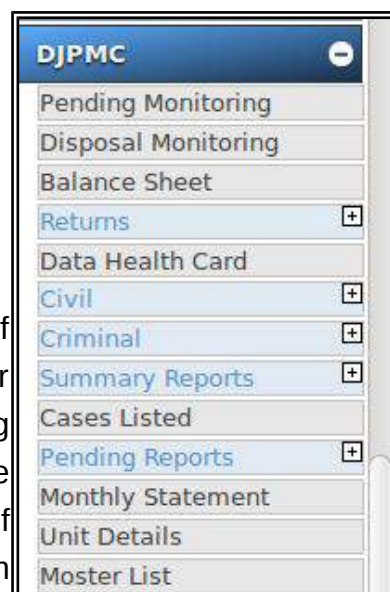 DJPMC
Pending Monitoring
Disposal Monitoring
Balance Sheet
Returns
Data Health Card
Civil
f
Criminal
r
Summary Reports
g
Cases Listed
e
Pending Reports
Monthly Statement
f
Unit Details
n
Moster List